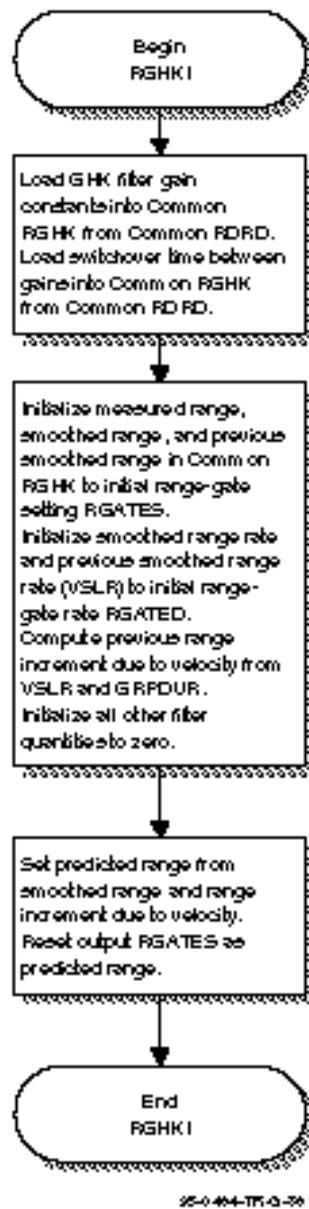 Begin
RGHKI
Load GHK filter gain
constants into Common
RGHK from Common RDRD.
Load switchover time between
gains into Common RGHK
from Common RDRD.
Initialize measured range,
smoothed range, and previous
smoothed range in Common
RGHK to initial range-gate
setting RGATES.
Initialize smoothed range rate
and previous smoothed range
rate (VSLR) to initial range-
gate rate RGATED.
Compute previous range
increment due to velocity from
VSLR and GRPDUR.
Initialize all other filter
quantities to zero.
Set predicted range from
smoothed range and range
increment due to velocity.
Reset output RGATES as
predicted range.
End
RGHKI